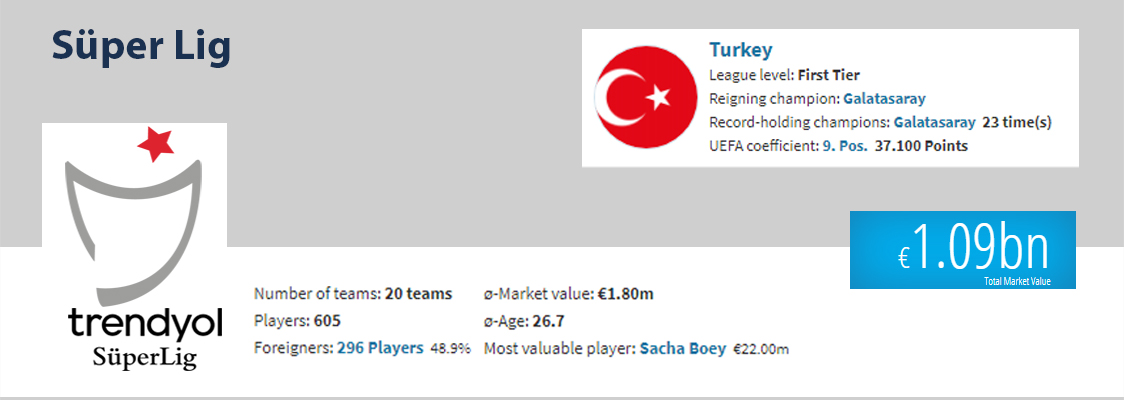 Süper Lig
Turkey
League level: First Tier
Reigning champion: Galatasaray
Record-holding champions: Galatasaray 23 time(s)
UEFA coefficient: 9. Pos. 37.100 Points
€1.09bn
Total Market Value
trendyol
SüperLig
Number of teams: 20 teams
Players: 605
Foreigners: 296 Players 48.9%
ø-Market value: €1.80m
ø-Age: 26.7
Most valuable player: Sacha Boey €22.00m